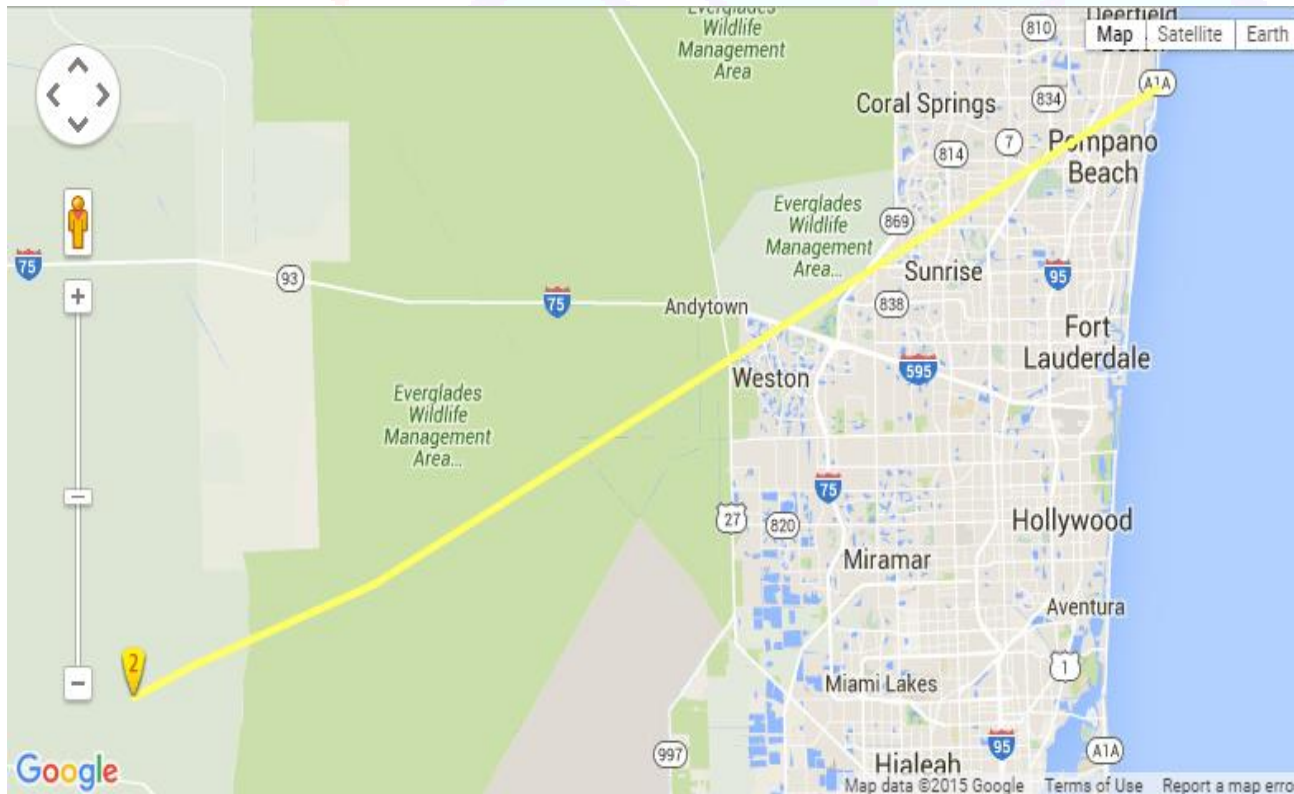 Everglades
Wildlife
Management
Area
810
Deerfield
Beach
Map
Satellite
Earth
A1A
Coral Springs
834
7
814
Pompano
Beach
Everglades
Wildlife
Management
Area...
869
Sunrise
95
75
93
75
Andytown
838
Fort
Lauderdale
595
Weston
Everglades
Wildlife
Management
Area...
75
27
820
Hollywood
Miramar
Aventura
2
1
Miami Lakes
997
95
A1A
Hialeah
Google
Map data ©2015 Google
Terms of Use
Report a map erro